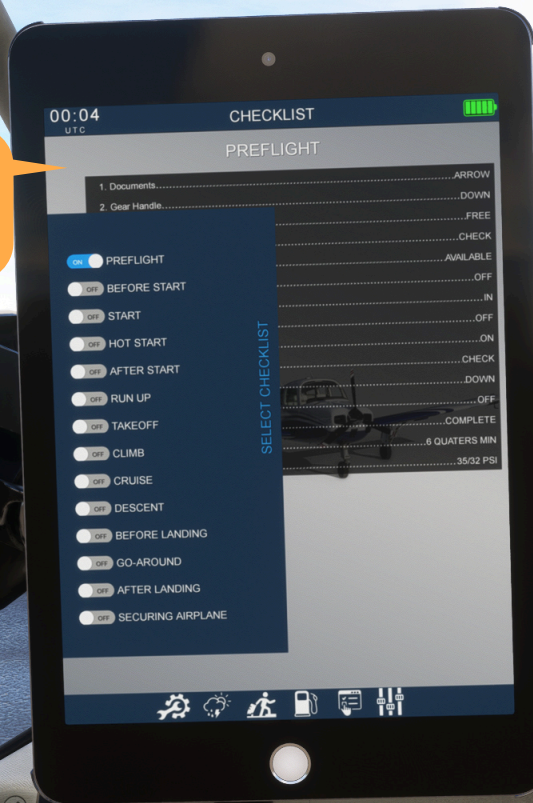 00:04
UTC
CHECKLIST
PREFLIGHT
1. Documents ARROW
2. Gear Handle DOWN
FREE
CHECK
AVAILABLE
OFF
IN
OFF
ON
CHECK
DOWN
OFF
COMPLETE
6 QUATERS MIN
35/32 PSI
SELECT CHECKLIST
ON PREFLIGHT
OFF BEFORE START
OFF START
OFF HOT START
OFF AFTER START
OFF RUN UP
OFF TAKEOFF
OFF CLIMB
OFF CRUISE
OFF DESCENT
OFF BEFORE LANDING
OFF GO-AROUND
OFF AFTER LANDING
OFF SECURING AIRPLANE